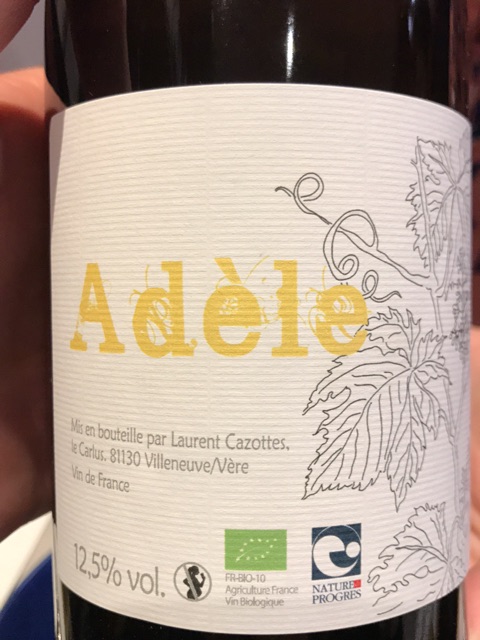 Adèle
Mis en bouteille par Laurent Cazottes,
le Carlus, 81130 Villeneuve/Vère
Vin de France
12,5% vol.
FR-BIO-10
Agriculture France
Vin Biologique
NATURE
PROGRES